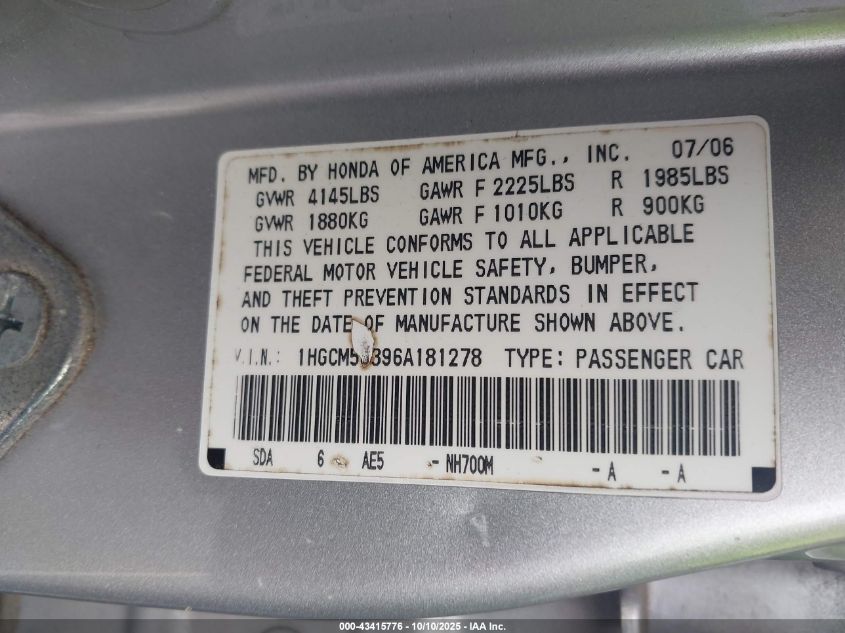 MFD. BY HONDA OF AMERICA MFG., INC. 07/06
GVWR 4145LBS GAWR F 2225LBS R 1985LBS
GVWR 1880KG GAWR F 1010KG R 900KG
THIS VEHICLE CONFORMS TO ALL APPLICABLE
FEDERAL MOTOR VEHICLE SAFETY, BUMPER,
AND THEFT PREVENTION STANDARDS IN EFFECT
ON THE DATE OF MANUFACTURE SHOWN ABOVE.
V.I.N.: TYPE: PASSENGER CAR
SDA 6 AE5 -NH700M -A -A
000-43415776 - 10/10/2025 - IAA Inc.